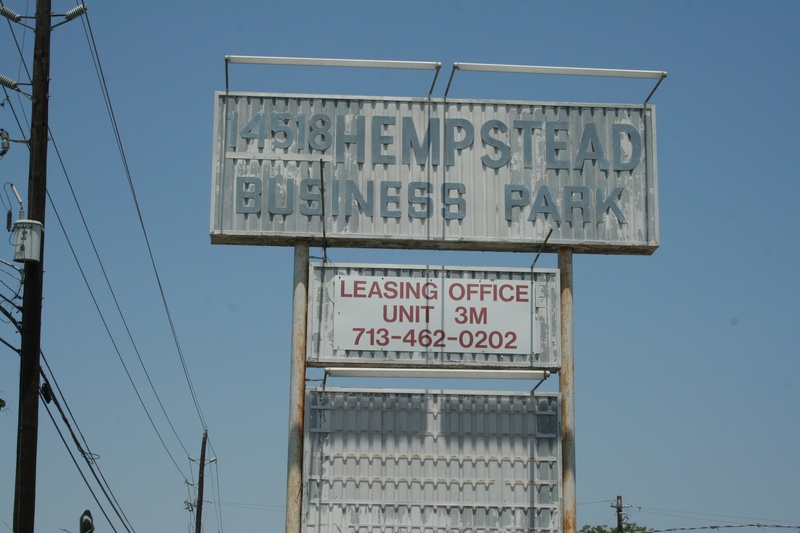 14518 HEMPSTEAD
BUSINESS PARK
LEASING OFFICE
UNIT 3M
713-462-0202